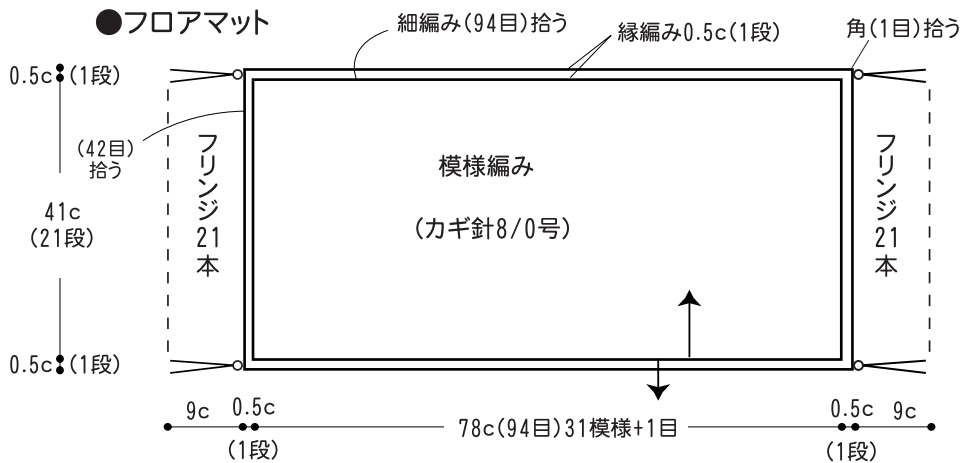 ●フロアマット
細編み(94目)拾う
縁編み0.5c(1段)
角(1目)拾う
0.5c(1段)
(42目)
拾う
41c
(21段)
0.5c(1段)
フリンジ21本
模様編み
(カギ針8/0号)
フリンジ21本
9c
0.5c
(1段)
78c(94目)31模様+1目
0.5c
(1段)
9c